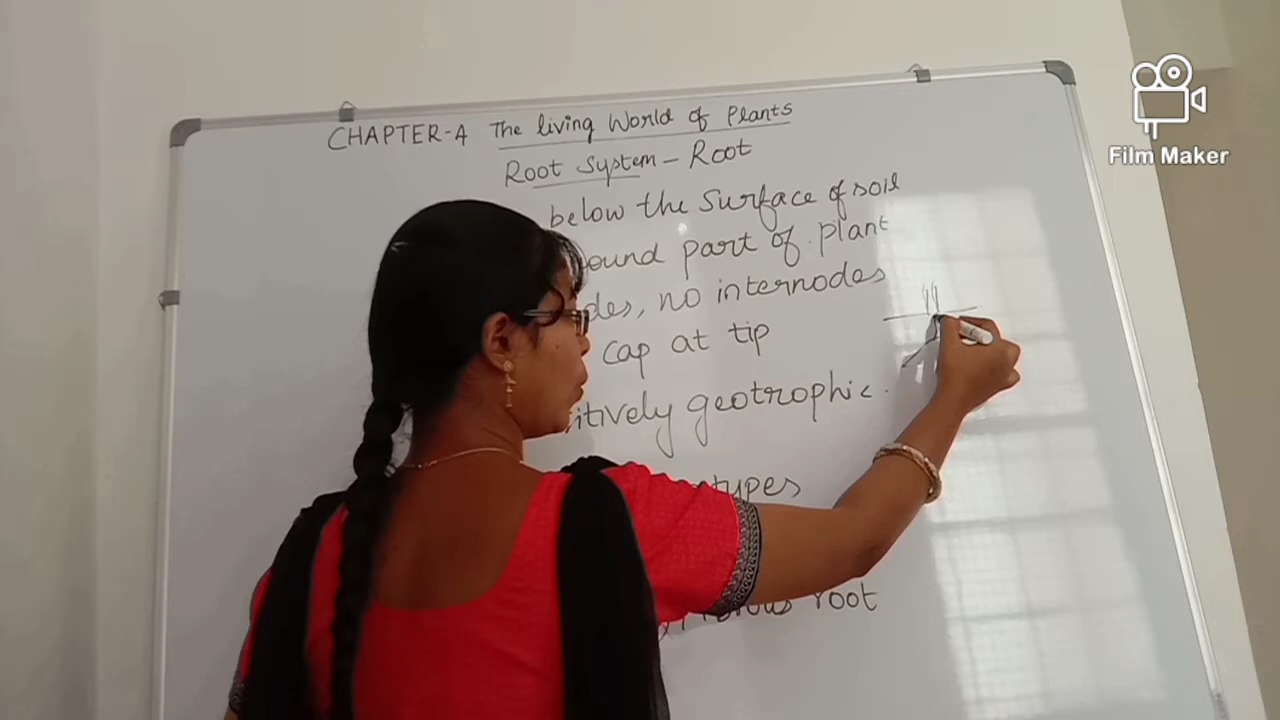 CHAPTER-4 The living World of Plants
Root System - Root
below the surface of soil
ound part of plant
des, no internodes
cap at tip
itively geotrophic.
types
root
Film Maker